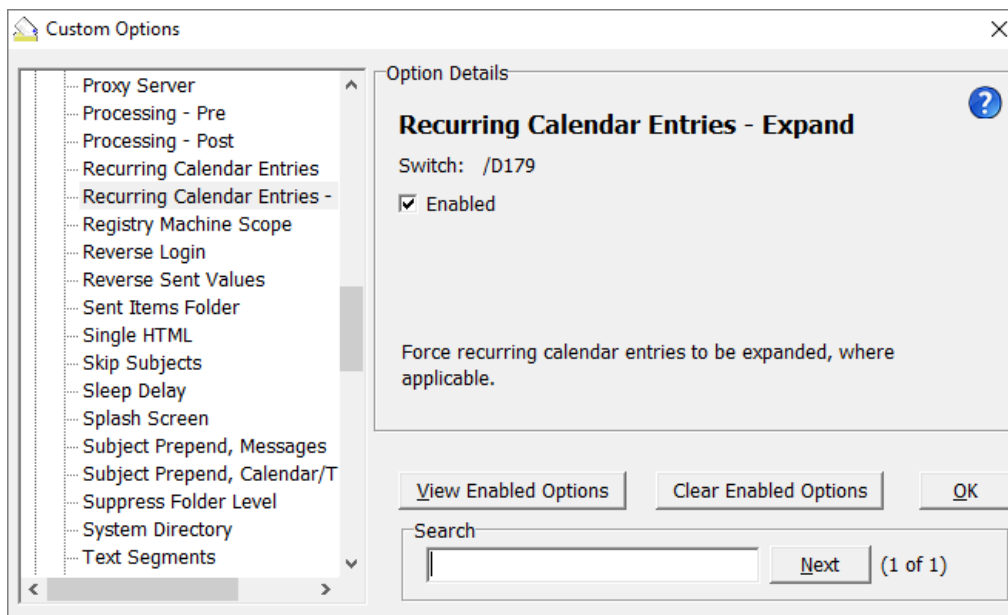 Custom Options
Proxy Server
Processing - Pre
Processing - Post
Recurring Calendar Entries
Recurring Calendar Entries -
Registry Machine Scope
Reverse Login
Reverse Sent Values
Sent Items Folder
Single HTML
Skip Subjects
Sleep Delay
Splash Screen
Subject Prepend, Messages
Subject Prepend, Calendar/T
Suppress Folder Level
System Directory
Text Segments
Option Details
Recurring Calendar Entries - Expand
Switch: /D179
Enabled
Force recurring calendar entries to be expanded, where
applicable.
View Enabled Options
Clear Enabled Options
OK
Search
Next
(1 of 1)